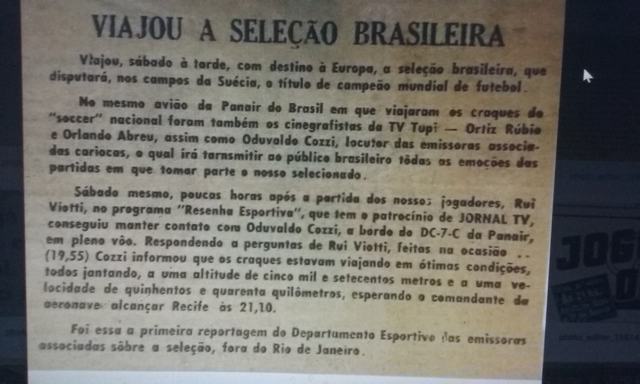 VIAJOU A SELEÇÃO BRASILEIRA
Viajou, sábado à tarde, com destino à Europa, a seleção brasileira, que
disputará, nos campos da Suécia, o título de campeão mundial de futebol.
No mesmo avião da Panair do Brasil em que viajaram os craques do
"soccer" nacional foram também os cinegrafistas da TV Tupi — Ortiz Rúbio
e Orlando Abreu, assim como Oduvaldo Cozzi, locutor das emissoras associa-
das cariocas, o qual irá tarnsmitir ao público brasileiro tôdas as emoções das
partidas em que tomar parte o nosso selecionado.
Sábado mesmo, poucas horas após a partida dos nossos jogadores, Rui
Viotti, no programa "Resenha Esportiva", que tem o patrocínio de JORNAL TV,
conseguiu manter contato com Oduvaldo Cozzi, a bordo do DC-7-C da Panair,
em pleno vôo. Respondendo a perguntas de Rui Viotti, feitas na ocasião ..
(19,55) Cozzi informou que os craques estavam viajando em ótimas condições,
todos jantando, a uma altitude de cinco mil e setecentos metros e a uma ve-
locidade de quinhentos e quarenta quilômetros, esperando o comandante da
aeronave alcançar Recife às 21,10.
Foi essa a primeira reportagem do Departamento Esportivo das emissoras
associadas sôbre a seleção, fora do Rio de Janeiro.